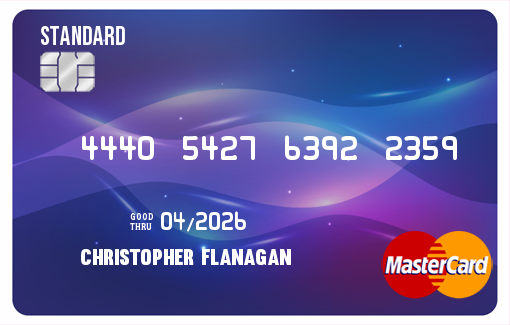 STANDARD
4440 5427 6392 2359
GOOD THRU 04/2026
CHRISTOPHER FLANAGAN
MasterCard